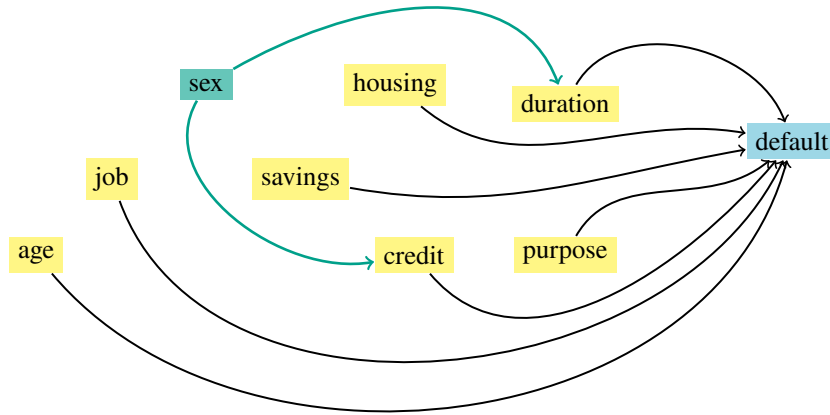 sex
housing
duration
default
job
savings
age
credit
purpose